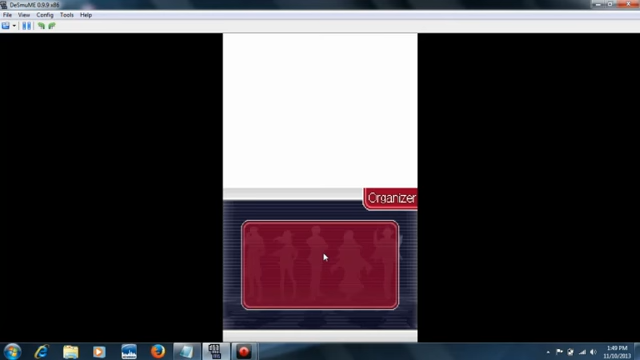 DeSmuME 0.9.9 x86
File View Config Tools Help
Organizer
1:49 PM
11/10/2013